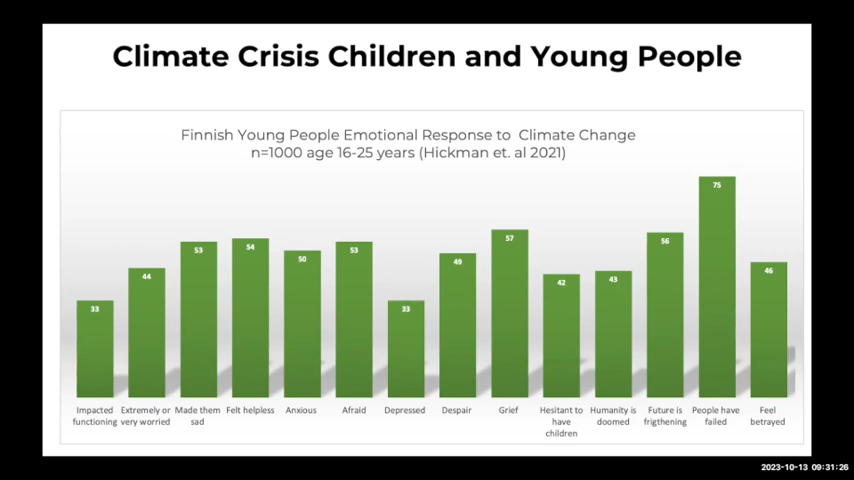 Climate Crisis Children and Young People
Finnish Young People Emotional Response to Climate Change
n=1000 age 16-25 years (Hickman et. al 2021)
33
44
53
54
50
53
33
49
57
42
43
56
75
46
Impacted functioning
Extremely or very worried
Made them sad
Felt helpless
Anxious
Afraid
Depressed
Despair
Grief
Hesitant to have children
Humanity is doomed
Future is frigthening
People have failed
Feel betrayed
2023-10-13 09:31:26